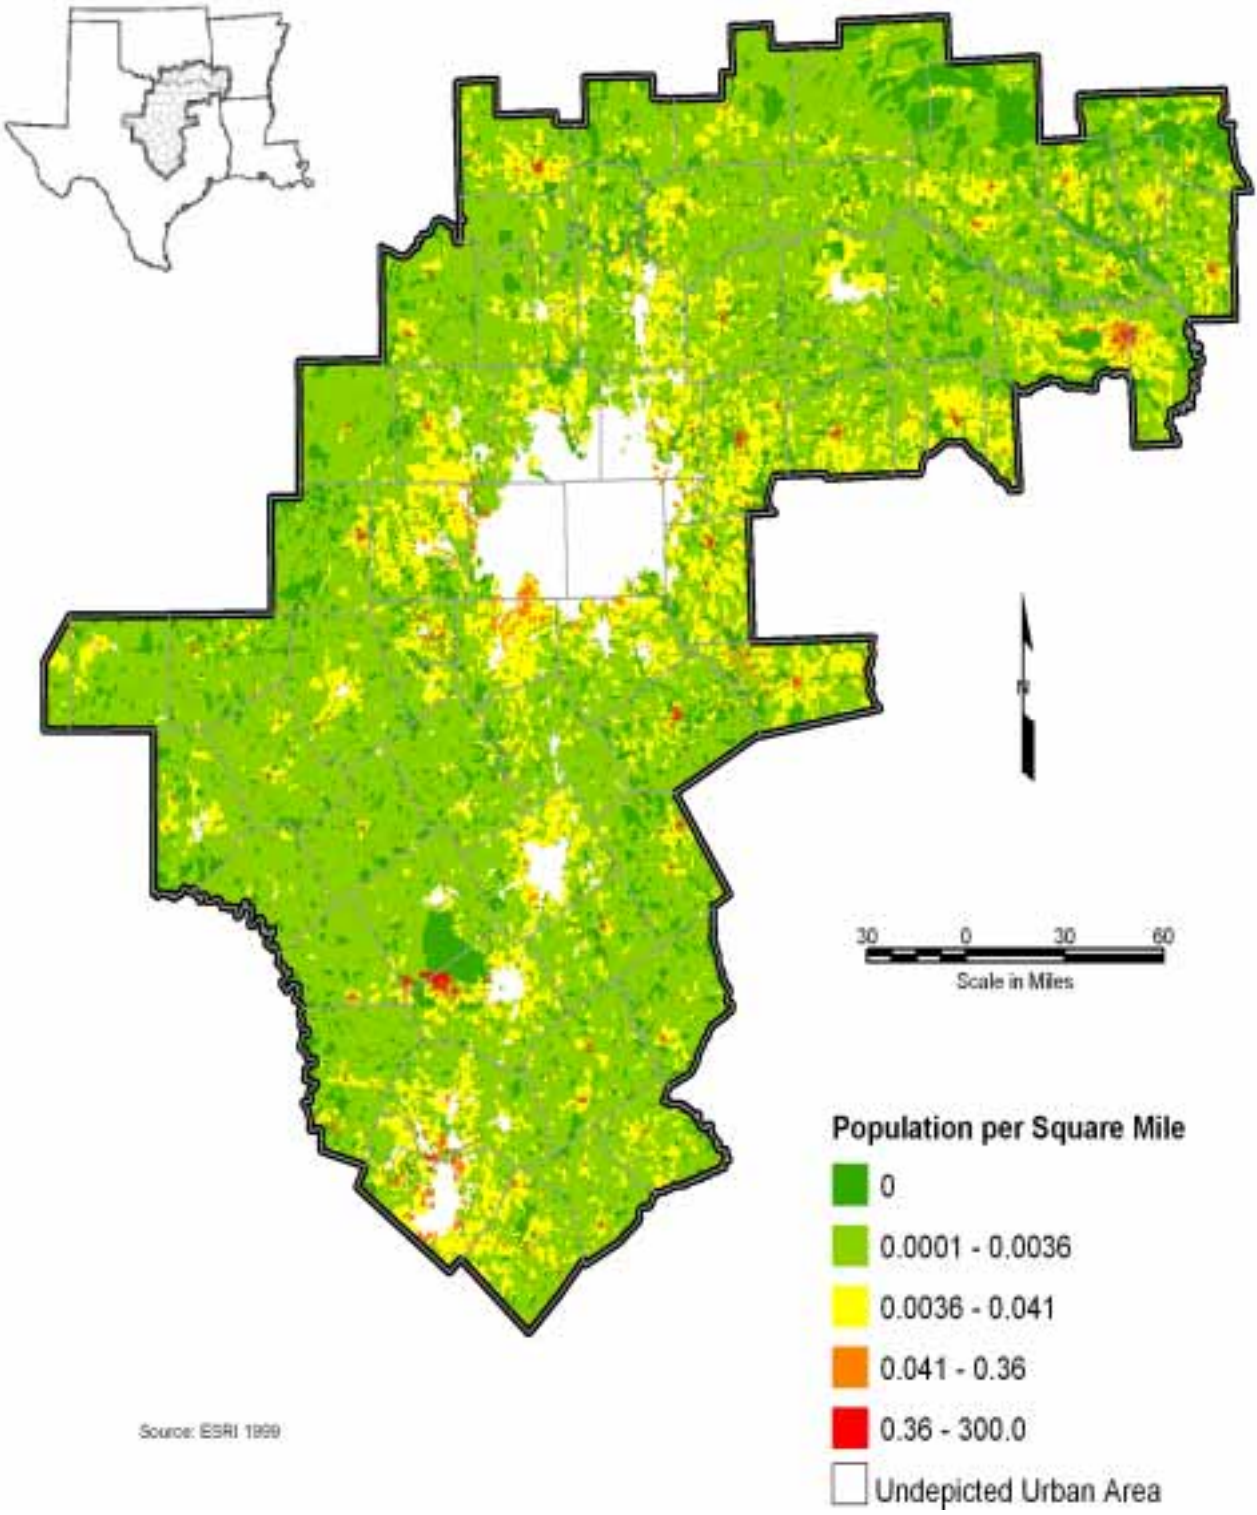 N
30 0 30 60
Scale in Miles
Population per Square Mile
0
0.0001 - 0.0036
0.0036 - 0.041
0.041 - 0.36
0.36 - 300.0
Undepicted Urban Area
Source: ESRI 1999